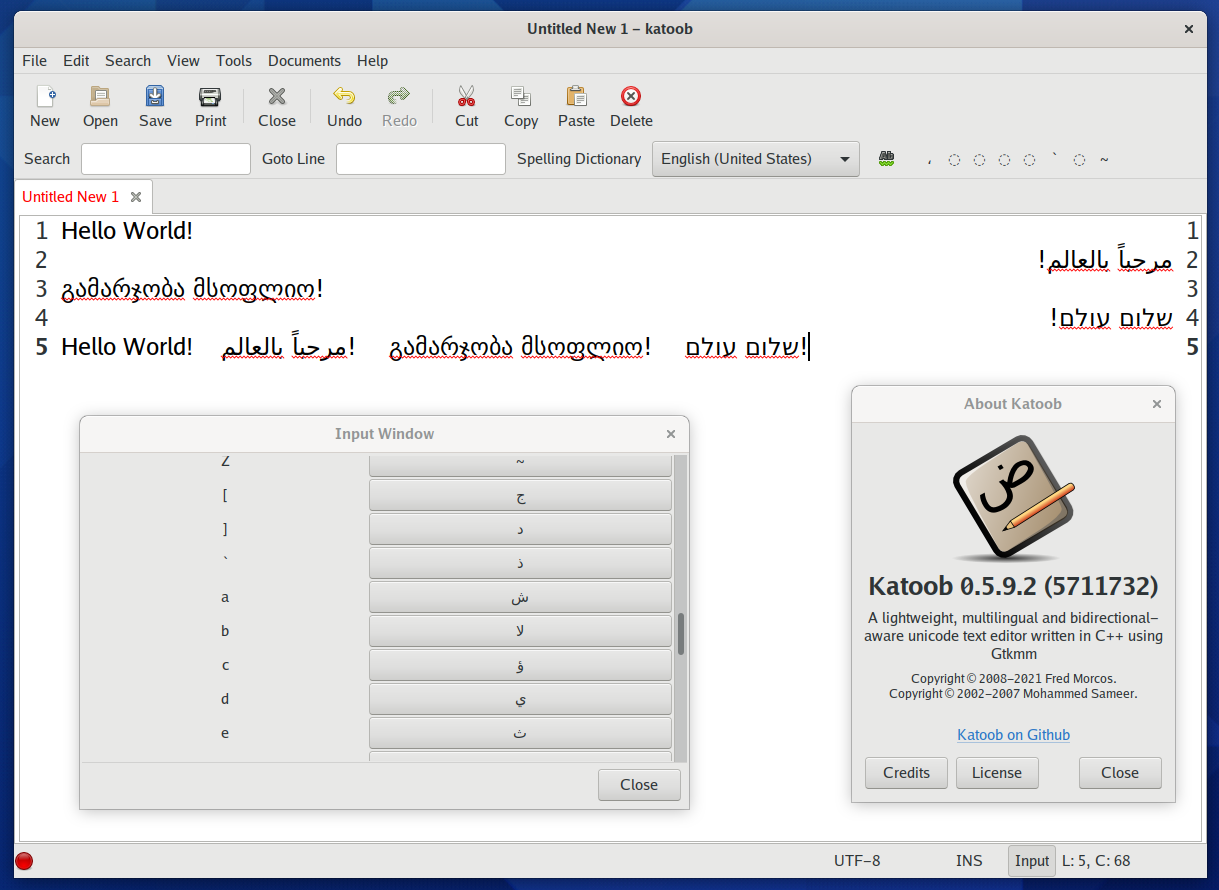 Untitled New 1 – katoob
File Edit Search View Tools Documents Help
New Open Save Print Close Undo Redo Cut Copy Paste Delete
Search Goto Line Spelling Dictionary English (United States)
Untitled New 1
1 Hello World! 1
2 مرحباً بالعالم! 2
3 გამარჯობა მსოფლიო! 3
4 שלום עולם! 4
5 Hello World! مرحباً بالعالم! გამარჯობა მსოფლიო! שלום עולם! 5
Input Window
Z ~
[ ج
] د
` ذ
a ش
b لا
c ؤ
d ي
e ث
Close
About Katoob
ض
Katoob 0.5.9.2 (5711732)
A lightweight, multilingual and bidirectional-
aware unicode text editor written in C++ using
Gtkmm
Copyright © 2008-2021 Fred Morcos.
Copyright © 2002-2007 Mohammed Sameer.
Katoob on Github
Credits License Close
UTF-8 INS Input L: 5, C: 68